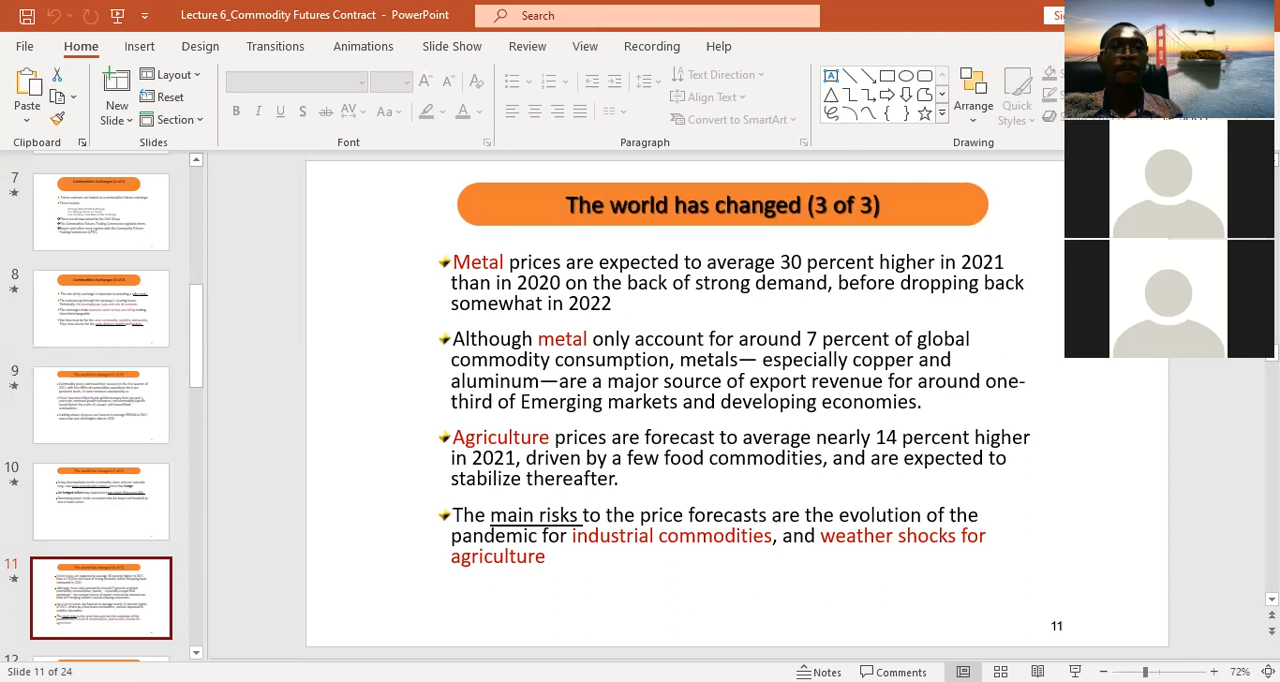 Lecture 6_Commodity Futures Contract - PowerPoint
Search
File Home Insert Design Transitions Animations Slide Show Review View Recording Help
Paste
New
Slide
Layout
Reset
Section
Text Direction
Align Text
Convert to SmartArt
Arrange
Quick
Styles
Clipboard
Slides
Font
Paragraph
Drawing
7
8
9
10
11
12
The world has changed (3 of 3)
Metal prices are expected to average 30 percent higher in 2021
than in 2020 on the back of strong demand, before dropping back
somewhat in 2022
Although metal only account for around 7 percent of global
commodity consumption, metals— especially copper and
aluminum—are a major source of export revenue for around one-
third of Emerging markets and developing economies.
Agriculture prices are forecast to average nearly 14 percent higher
in 2021, driven by a few food commodities, and are expected to
stabilize thereafter.
The main risks to the price forecasts are the evolution of the
pandemic for industrial commodities, and weather shocks for
agriculture
11
Slide 11 of 24
Notes
Comments
72%